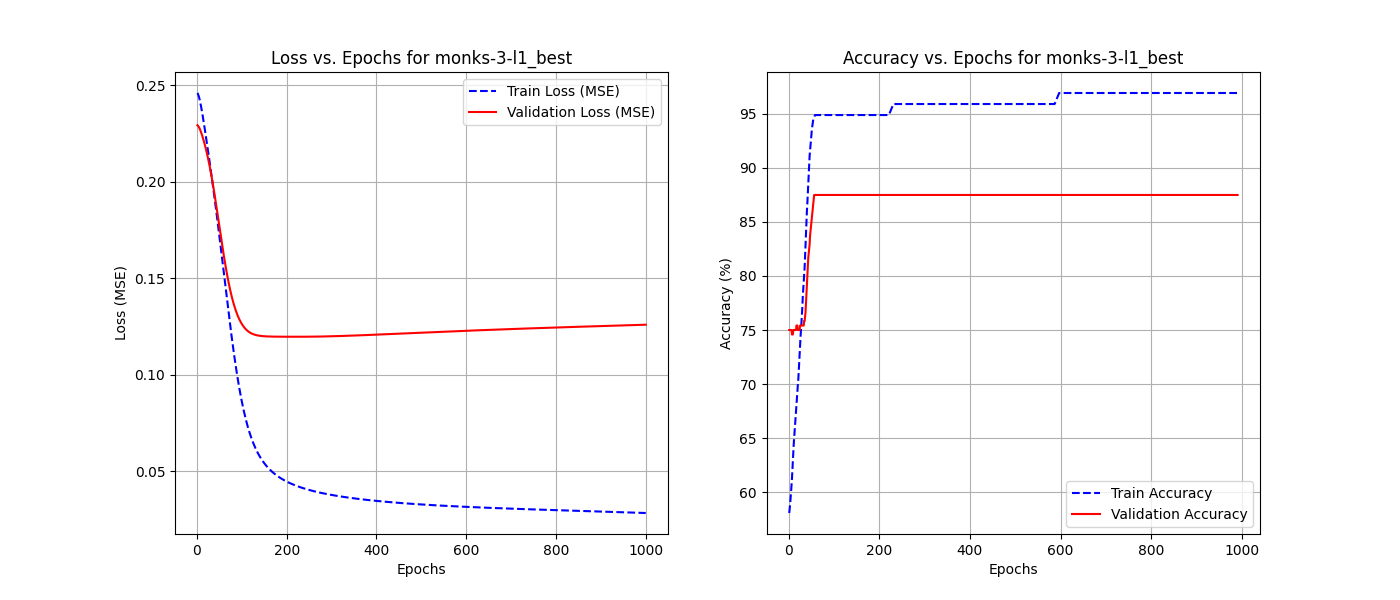 Loss vs. Epochs for monks-3-l1_best
0.25
0.20
0.15
0.10
0.05
Loss (MSE)
Train Loss (MSE)
Validation Loss (MSE)
0 200 400 600 800 1000
Epochs
Accuracy vs. Epochs for monks-3-l1_best
95
90
85
80
75
70
65
60
Accuracy (%)
Train Accuracy
Validation Accuracy
0 200 400 600 800 1000
Epochs